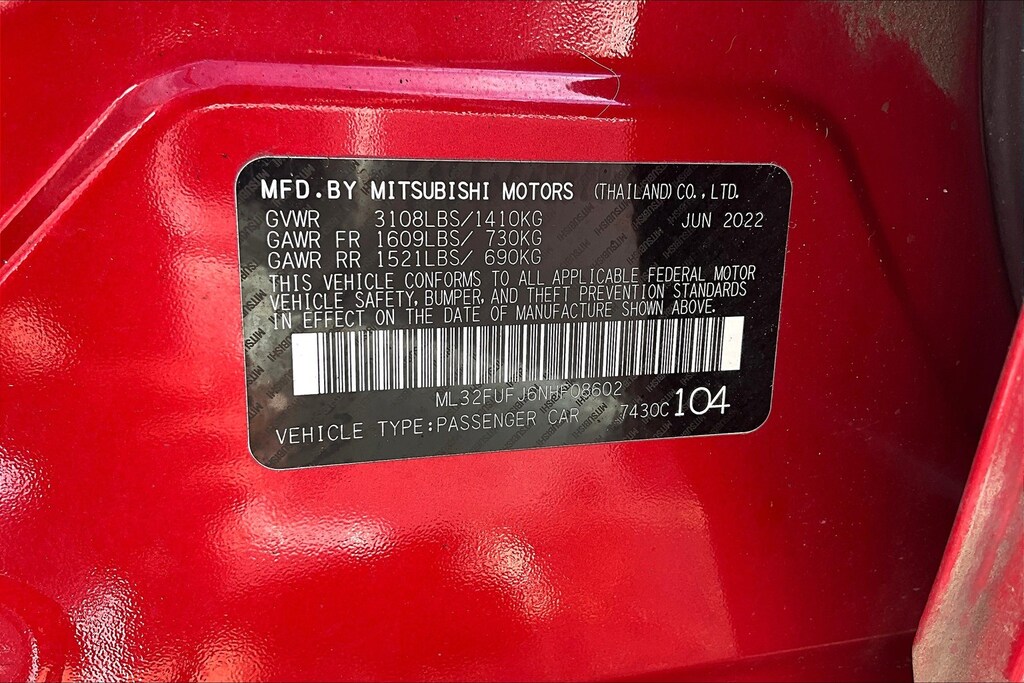 MFD.BY MITSUBISHI MOTORS (THAILAND) CO., LTD.
GVWR 3108LBS/1410KG JUN 2022
GAWR FR 1609LBS/ 730KG
GAWR RR 1521LBS/ 690KG
THIS VEHICLE CONFORMS TO ALL APPLICABLE FEDERAL MOTOR
VEHICLE SAFETY, BUMPER, AND THEFT PREVENTION STANDARDS
IN EFFECT ON THE DATE OF MANUFACTURE SHOWN ABOVE.
ML32FUFJ6NHF08602
VEHICLE TYPE:PASSENGER CAR 7430C 104